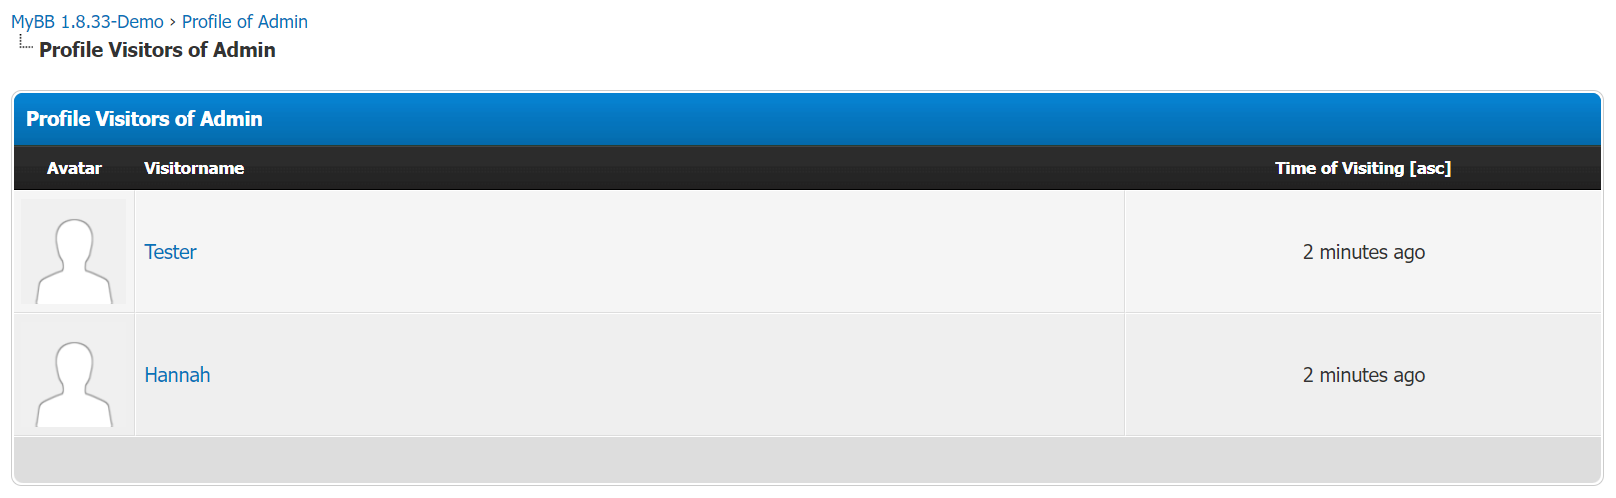 MyBB 1.8.33-Demo › Profile of Admin
Profile Visitors of Admin
Profile Visitors of Admin
Avatar Visitorname Time of Visiting [asc]
Tester 2 minutes ago
Hannah 2 minutes ago